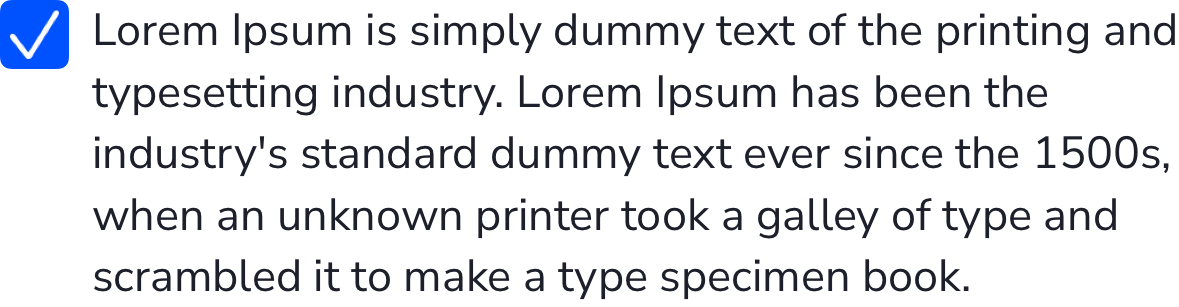 Lorem Ipsum is simply dummy text of the printing and
typesetting industry. Lorem Ipsum has been the
industry's standard dummy text ever since the 1500s,
when an unknown printer took a galley of type and
scrambled it to make a type specimen book.